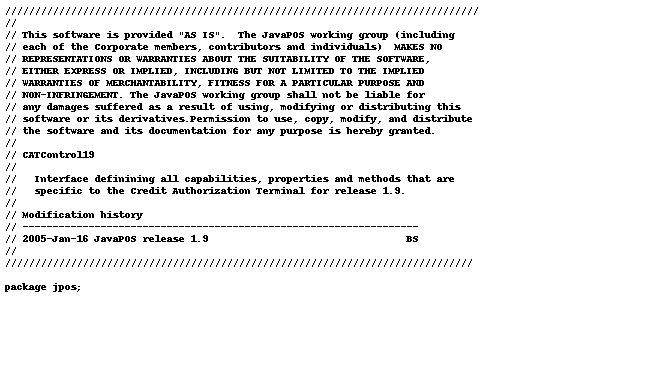 ///////////////////////////////////////////////////////////////////////////////
//
// This software is provided "AS IS".  The JavaPOS working group (including
// each of the Corporate members, contributors and individuals)  MAKES NO
// REPRESENTATIONS OR WARRANTIES ABOUT THE SUITABILITY OF THE SOFTWARE,
// EITHER EXPRESS OR IMPLIED, INCLUDING BUT NOT LIMITED TO THE IMPLIED
// WARRANTIES OF MERCHANTABILITY, FITNESS FOR A PARTICULAR PURPOSE AND
// NON-INFRINGEMENT. The JavaPOS working group shall not be liable for
// any damages suffered as a result of using, modifying or distributing this
// software or its derivatives.Permission to use, copy, modify, and distribute
// the software and its documentation for any purpose is hereby granted.
//
// CATControl19
//
//   Interface definining all capabilities, properties and methods that are
//   specific to the Credit Authorization Terminal for release 1.9.
//
// Modification history
// ------------------------------------------------------------------
// 2005-Jan-16 JavaPOS release 1.9                                 BS
//
//////////////////////////////////////////////////////////////////////////////
package jpos;